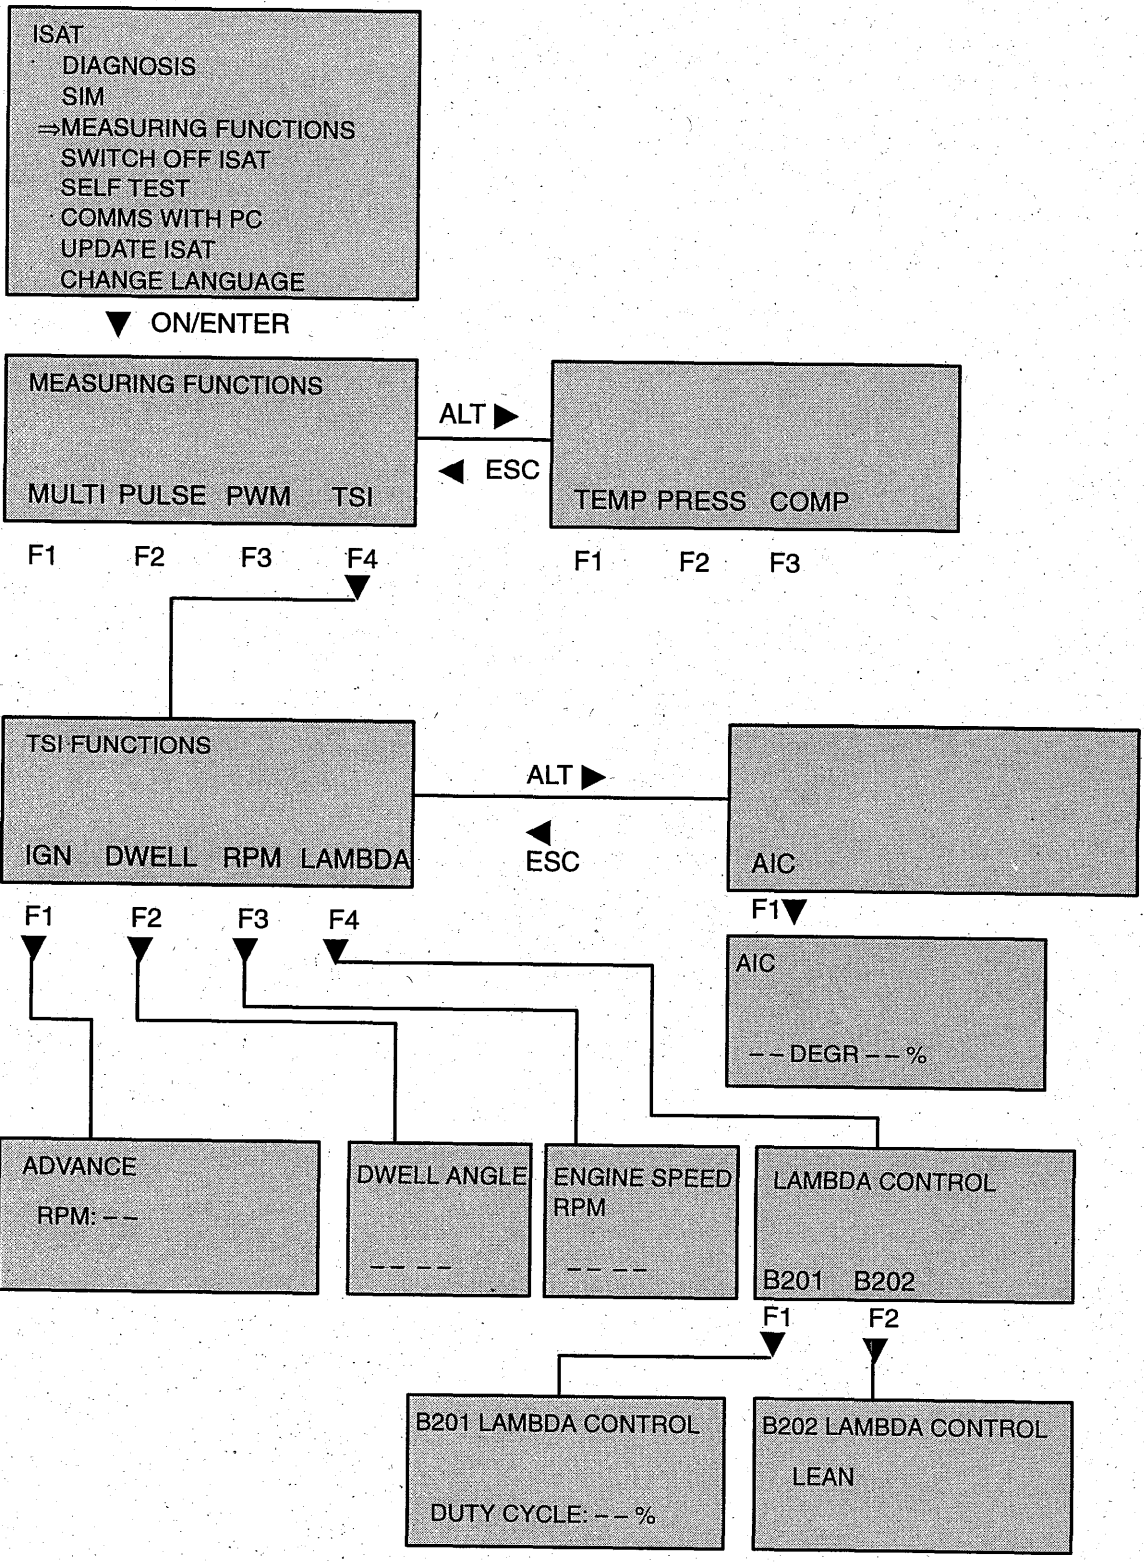 ISAT
DIAGNOSIS
SIM
⇒MEASURING FUNCTIONS
SWITCH OFF ISAT
SELF TEST
COMMS WITH PC
UPDATE ISAT
CHANGE LANGUAGE
▼ ON/ENTER
MEASURING FUNCTIONS
MULTI PULSE PWM TSI
ALT ▶
◀ ESC
TEMP PRESS COMP
F1 F2 F3 F4
F1 F2 F3
TSI FUNCTIONS
IGN DWELL RPM LAMBDA
ALT ▶
◀
ESC
AIC
F1▼
F1 F2 F3 F4
AIC
– – DEGR – – %
ADVANCE
RPM: – –
DWELL ANGLE
– – – –
ENGINE SPEED
RPM
– – – –
LAMBDA CONTROL
B201 B202
F1 F2
B201 LAMBDA CONTROL
DUTY CYCLE: – – %
B202 LAMBDA CONTROL
LEAN